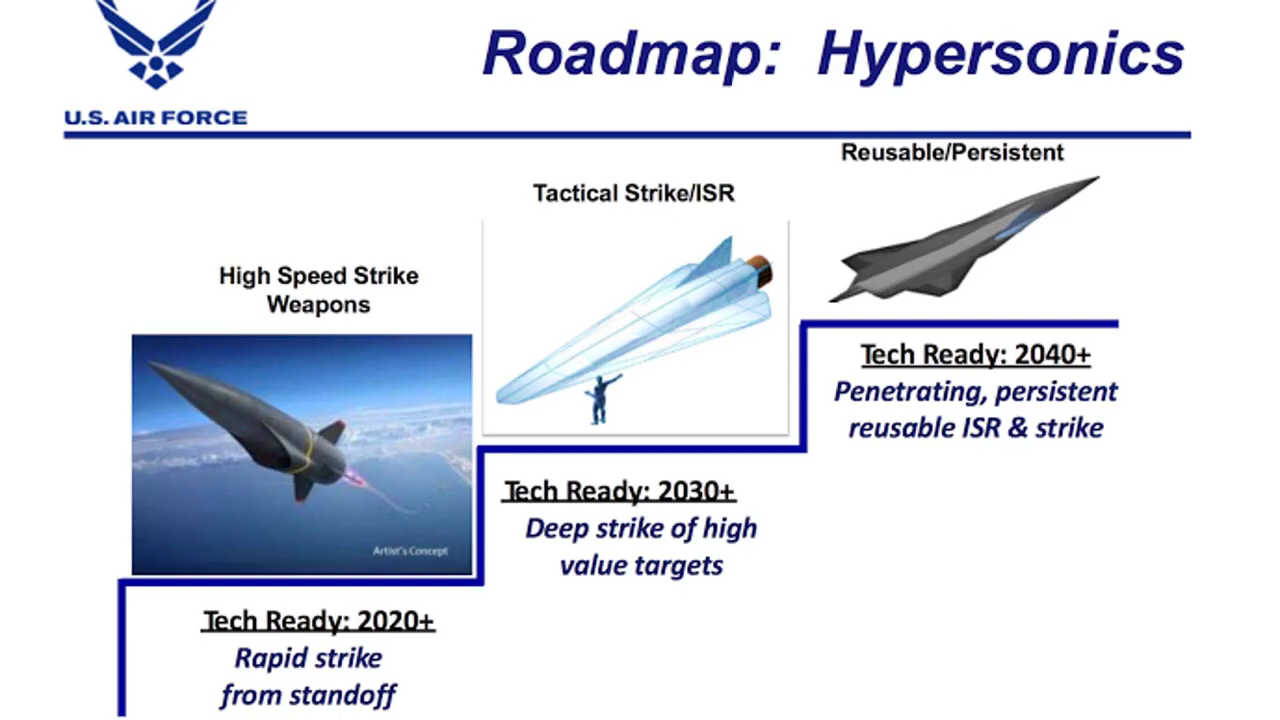 U.S. AIR FORCE
Roadmap: Hypersonics
High Speed Strike
Weapons
Artist's Concept
Tech Ready: 2020+
Rapid strike
from standoff
Tactical Strike/ISR
Tech Ready: 2030+
Deep strike of high
value targets
Reusable/Persistent
Tech Ready: 2040+
Penetrating, persistent
reusable ISR & strike